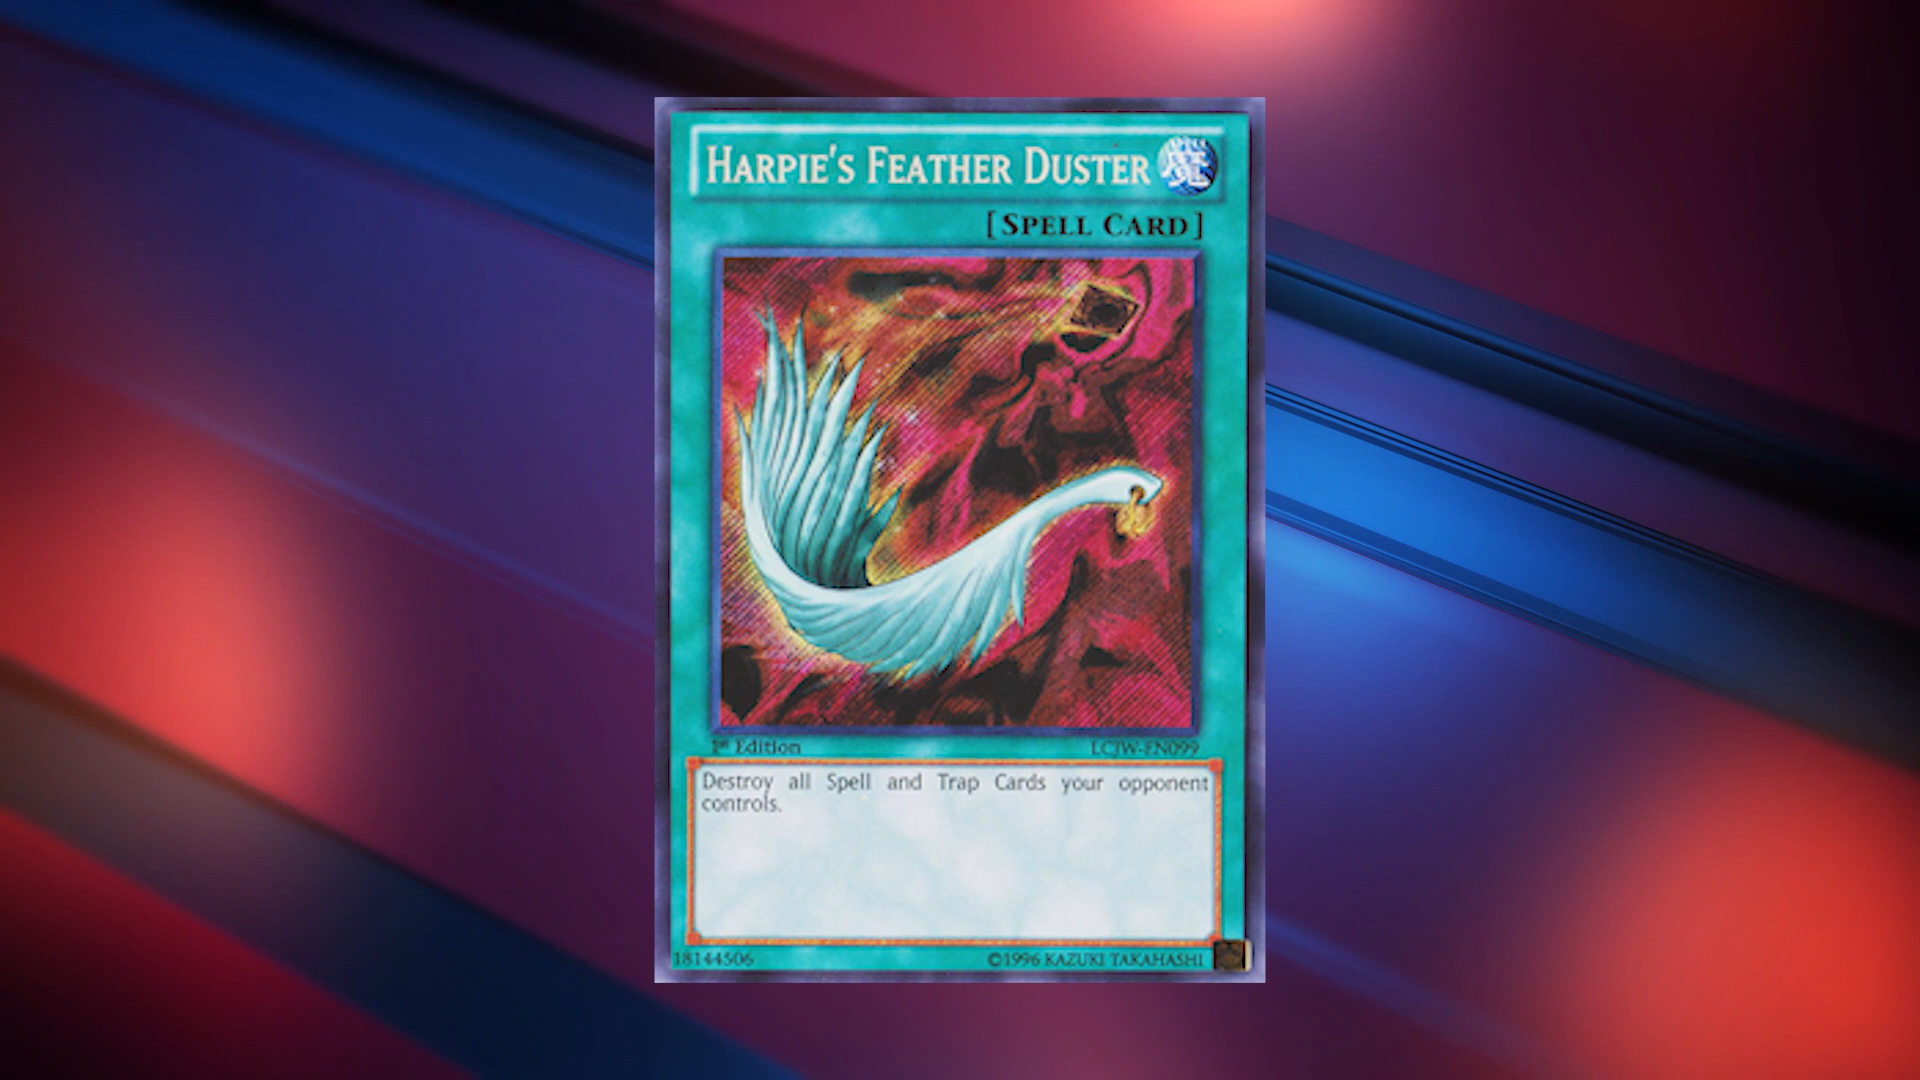 HARPIE'S FEATHER DUSTER 魔
[SPELL CARD]
1st Edition LCJW-EN099
Destroy all Spell and Trap Cards your opponent
controls.
18144506 ©1996 KAZUKI TAKAHASHI